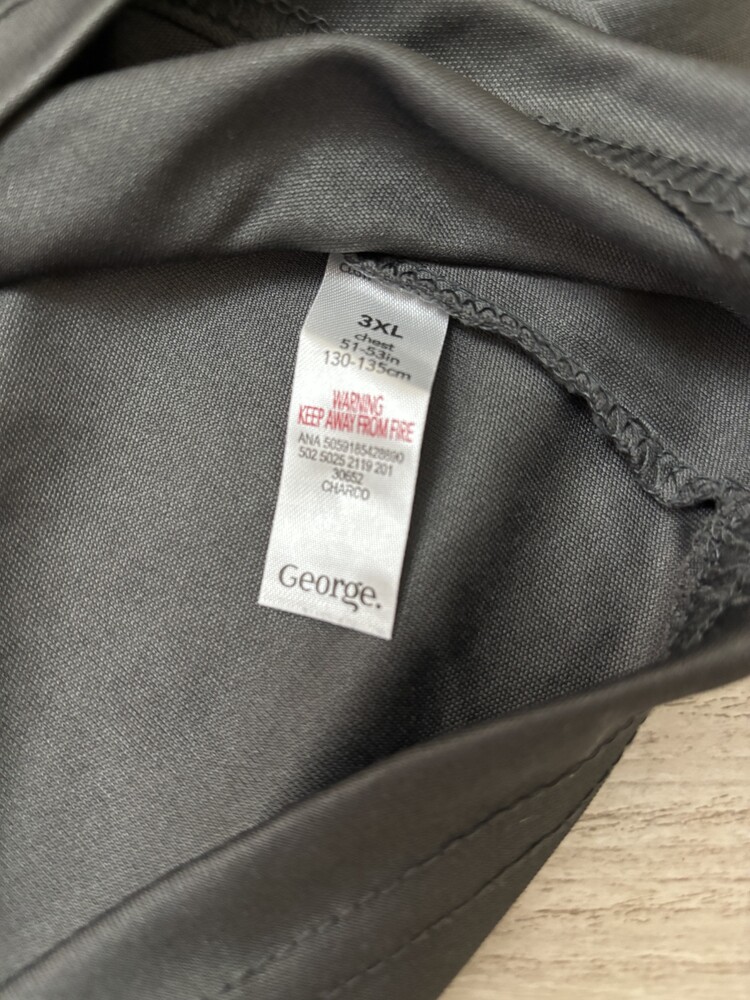 3XL
chest
51-53in
130-135cm
WARNING
KEEP AWAY FROM FIRE
ANA 5059185428890
502 5025 2119 201
30652
CHARCO
George.